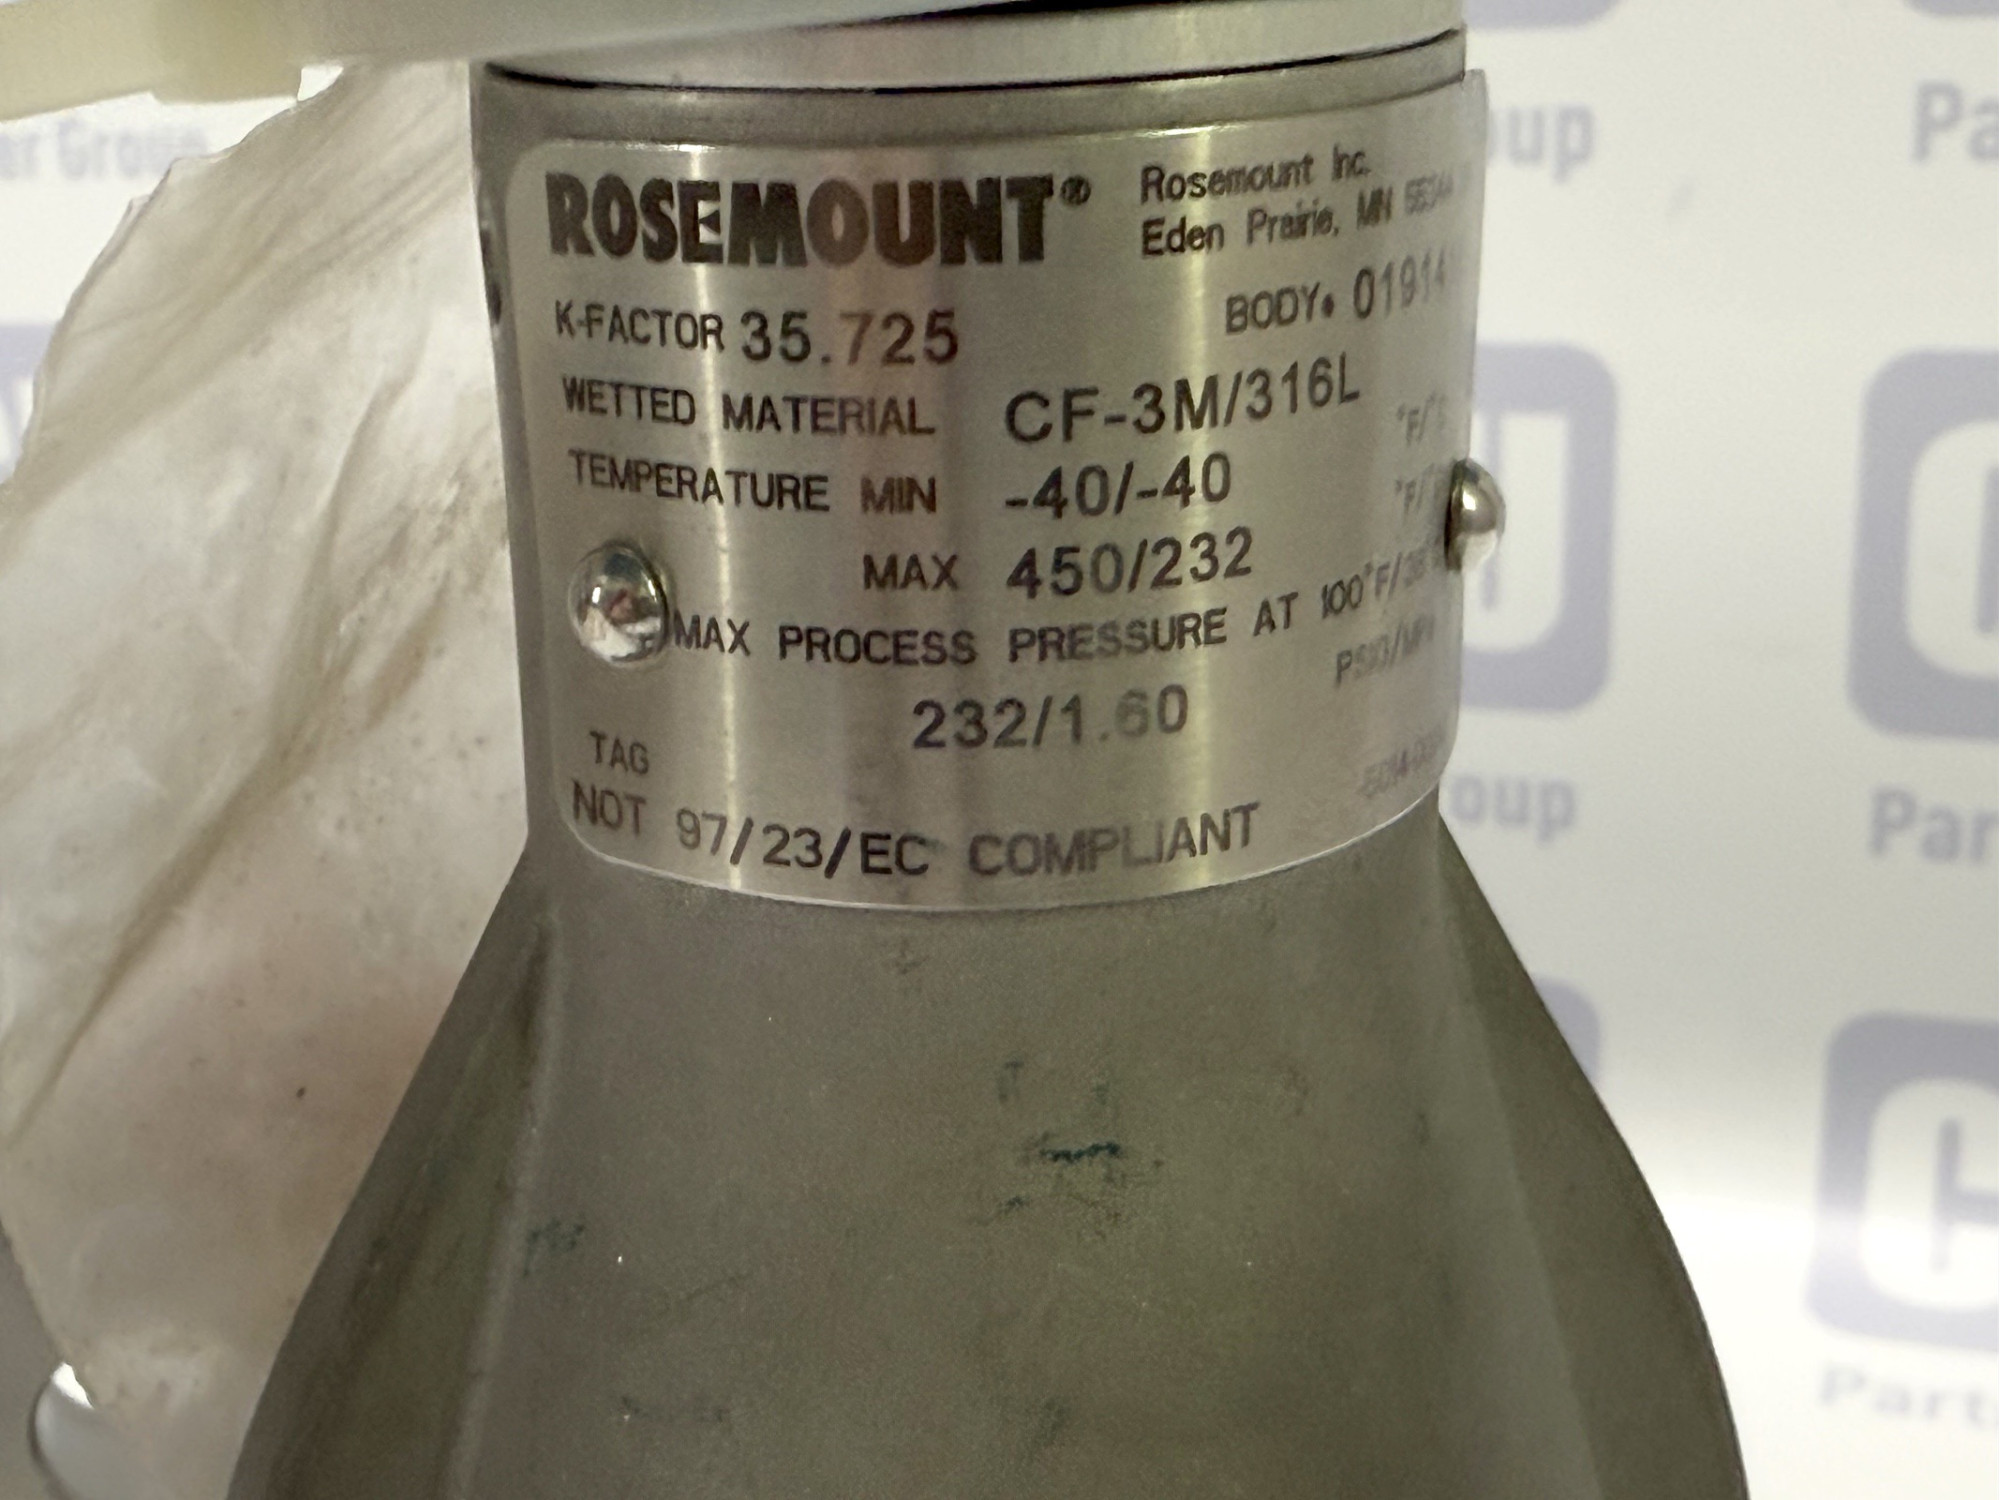 ROSEMOUNT®
Rosemount Inc.
Eden Prairie, MN
K-FACTOR 35.725
BODY.
WETTED MATERIAL CF-3M/316L
TEMPERATURE MIN -40/-40
MAX 450/232
MAX PROCESS PRESSURE AT 100°F/
232/1.60
TAG
NOT 97/23/EC COMPLIANT